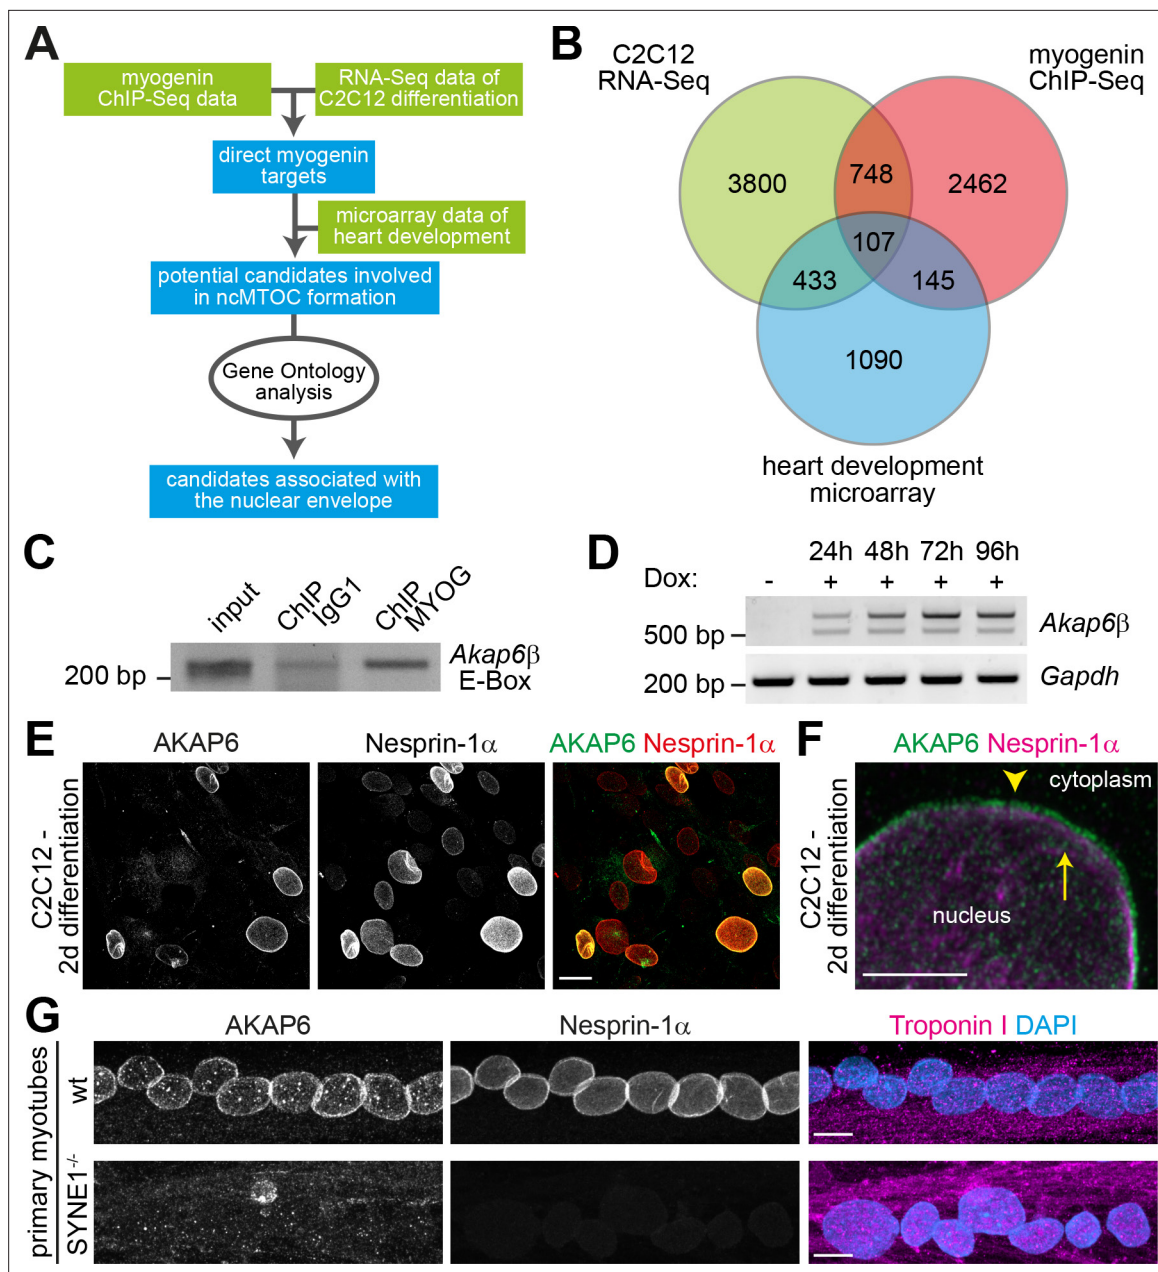 A
myogenin
ChIP-Seq data
RNA-Seq data of
C2C12 differentiation
direct myogenin
targets
microarray data of
heart development
potential candidates involved
in ncMTOC formation
Gene Ontology
analysis
candidates associated with
the nuclear envelope
B
C2C12
RNA-Seq
myogenin
ChIP-Seq
3800
748
2462
107
433
145
1090
heart development
microarray
C
input
ChIP
IgG1
ChIP
MYOG
200 bp
Akap6β
E-Box
D
24h 48h 72h 96h
Dox: - + + + +
500 bp
Akap6β
200 bp
Gapdh
E
AKAP6
Nesprin-1α
AKAP6 Nesprin-1α
C2C12 -
2d differentiation
F
AKAP6 Nesprin-1α
C2C12 -
2d differentiation
cytoplasm
nucleus
G
AKAP6
Nesprin-1α
Troponin I DAPI
primary myotubes
wt
SYNE1-/-